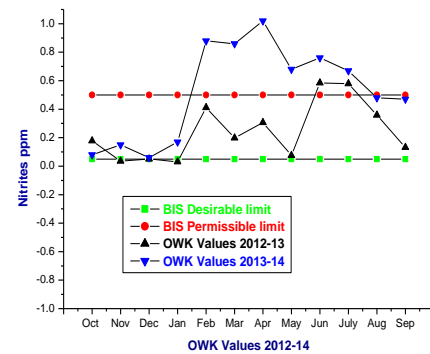 1.0
0.8
0.6
0.4
0.2
0.0
-0.2
-0.4
-0.6
-0.8
-1.0
Nitrites ppm
BIS Desirable limit
BIS Permissible limit
OWK Values 2012-13
OWK Values 2013-14
Oct Nov Dec Jan Feb Mar Apr May Jun July Aug Sep
OWK Values 2012-14